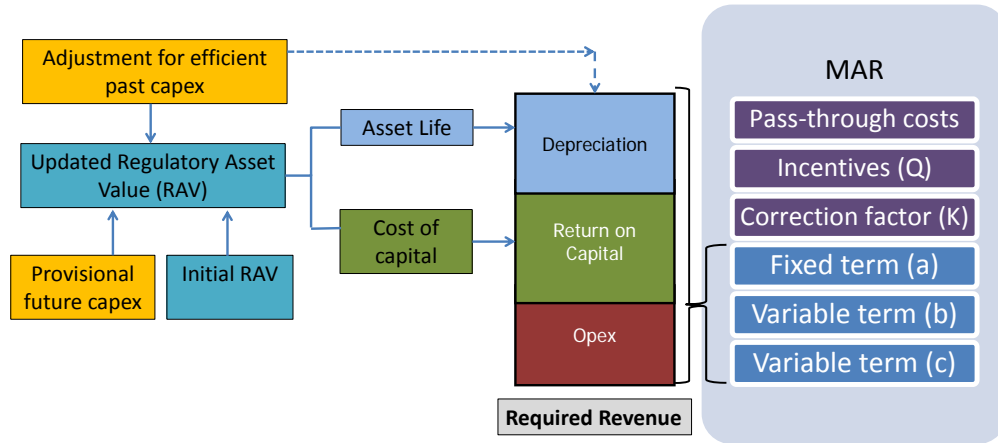 Adjustment for efficient
past capex
Updated Regulatory Asset
Value (RAV)
Provisional
future capex
Initial RAV
Asset Life
Cost of
capital
Depreciation
Return on
Capital
Opex
Required Revenue
MAR
Pass-through costs
Incentives (Q)
Correction factor (K)
Fixed term (a)
Variable term (b)
Variable term (c)